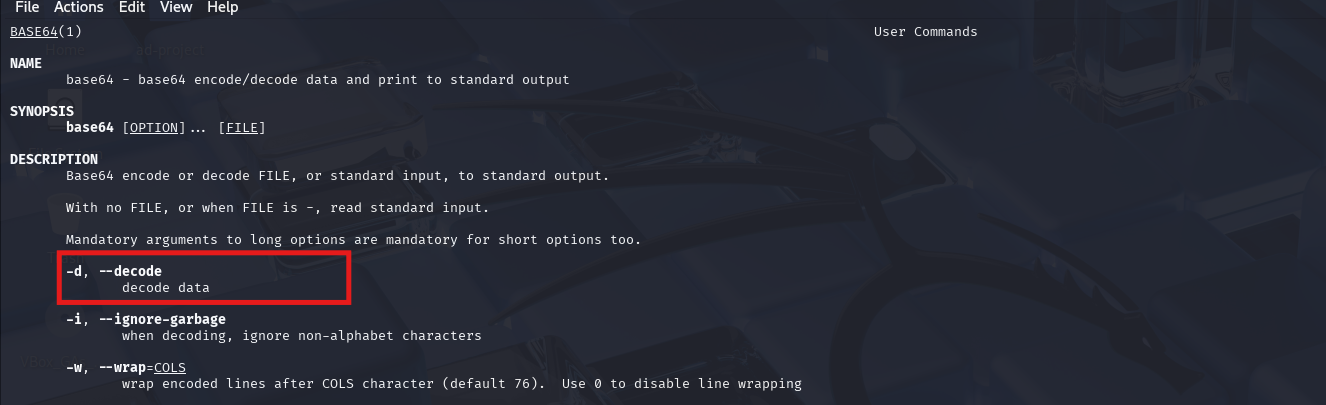 File Actions Edit View Help
BASE64(1) User Commands
NAME
base64 - base64 encode/decode data and print to standard output
SYNOPSIS
base64 [OPTION]... [FILE]
DESCRIPTION
Base64 encode or decode FILE, or standard input, to standard output.
With no FILE, or when FILE is -, read standard input.
Mandatory arguments to long options are mandatory for short options too.
-d, --decode
decode data
-i, --ignore-garbage
when decoding, ignore non-alphabet characters
-w, --wrap=COLS
wrap encoded lines after COLS character (default 76). Use 0 to disable line wrapping